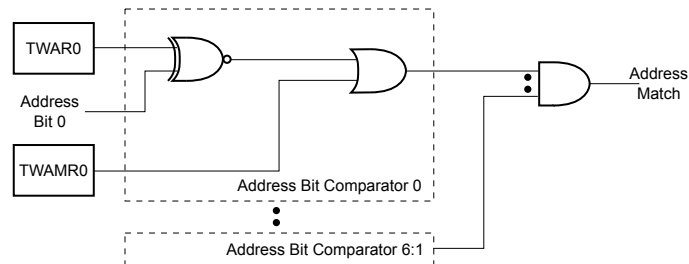 TWAR0
Address
Bit 0
TWAMR0
Address Bit Comparator 0
Address Bit Comparator 6:1
Address
Match